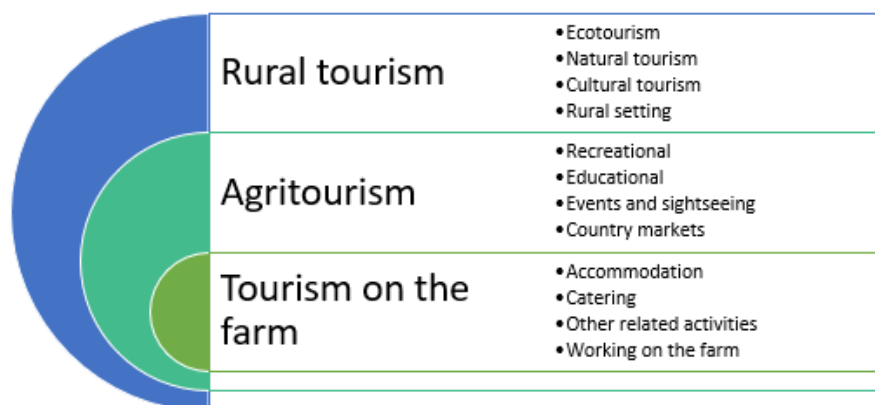 Rural tourism
•Ecotourism
•Natural tourism
•Cultural tourism
•Rural setting
Agritourism
•Recreational
•Educational
•Events and sightseeing
•Country markets
Tourism on the
farm
•Accommodation
•Catering
•Other related activities
•Working on the farm